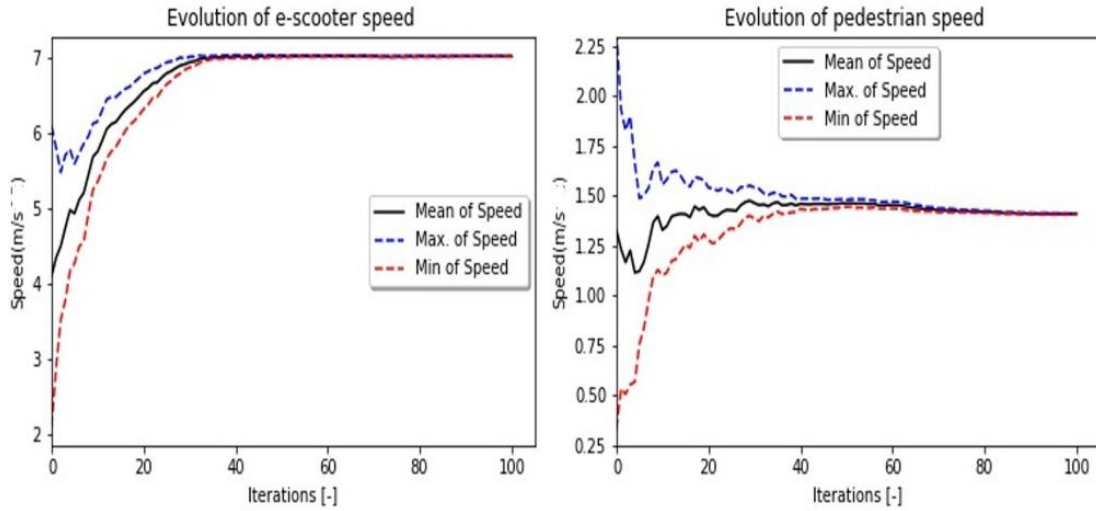 Evolution of e-scooter speed
7
6
5
4
3
2
0
20
40
60
80
100
Speed(m/s
Iterations [-]
Mean of Speed
Max. of Speed
Min of Speed
Evolution of pedestrian speed
2.25
2.00
1.75
1.50
1.25
1.00
0.75
0.50
0.25
0
20
40
60
80
100
Speed(m/s
Iterations [-]
Mean of Speed
Max. of Speed
Min of Speed